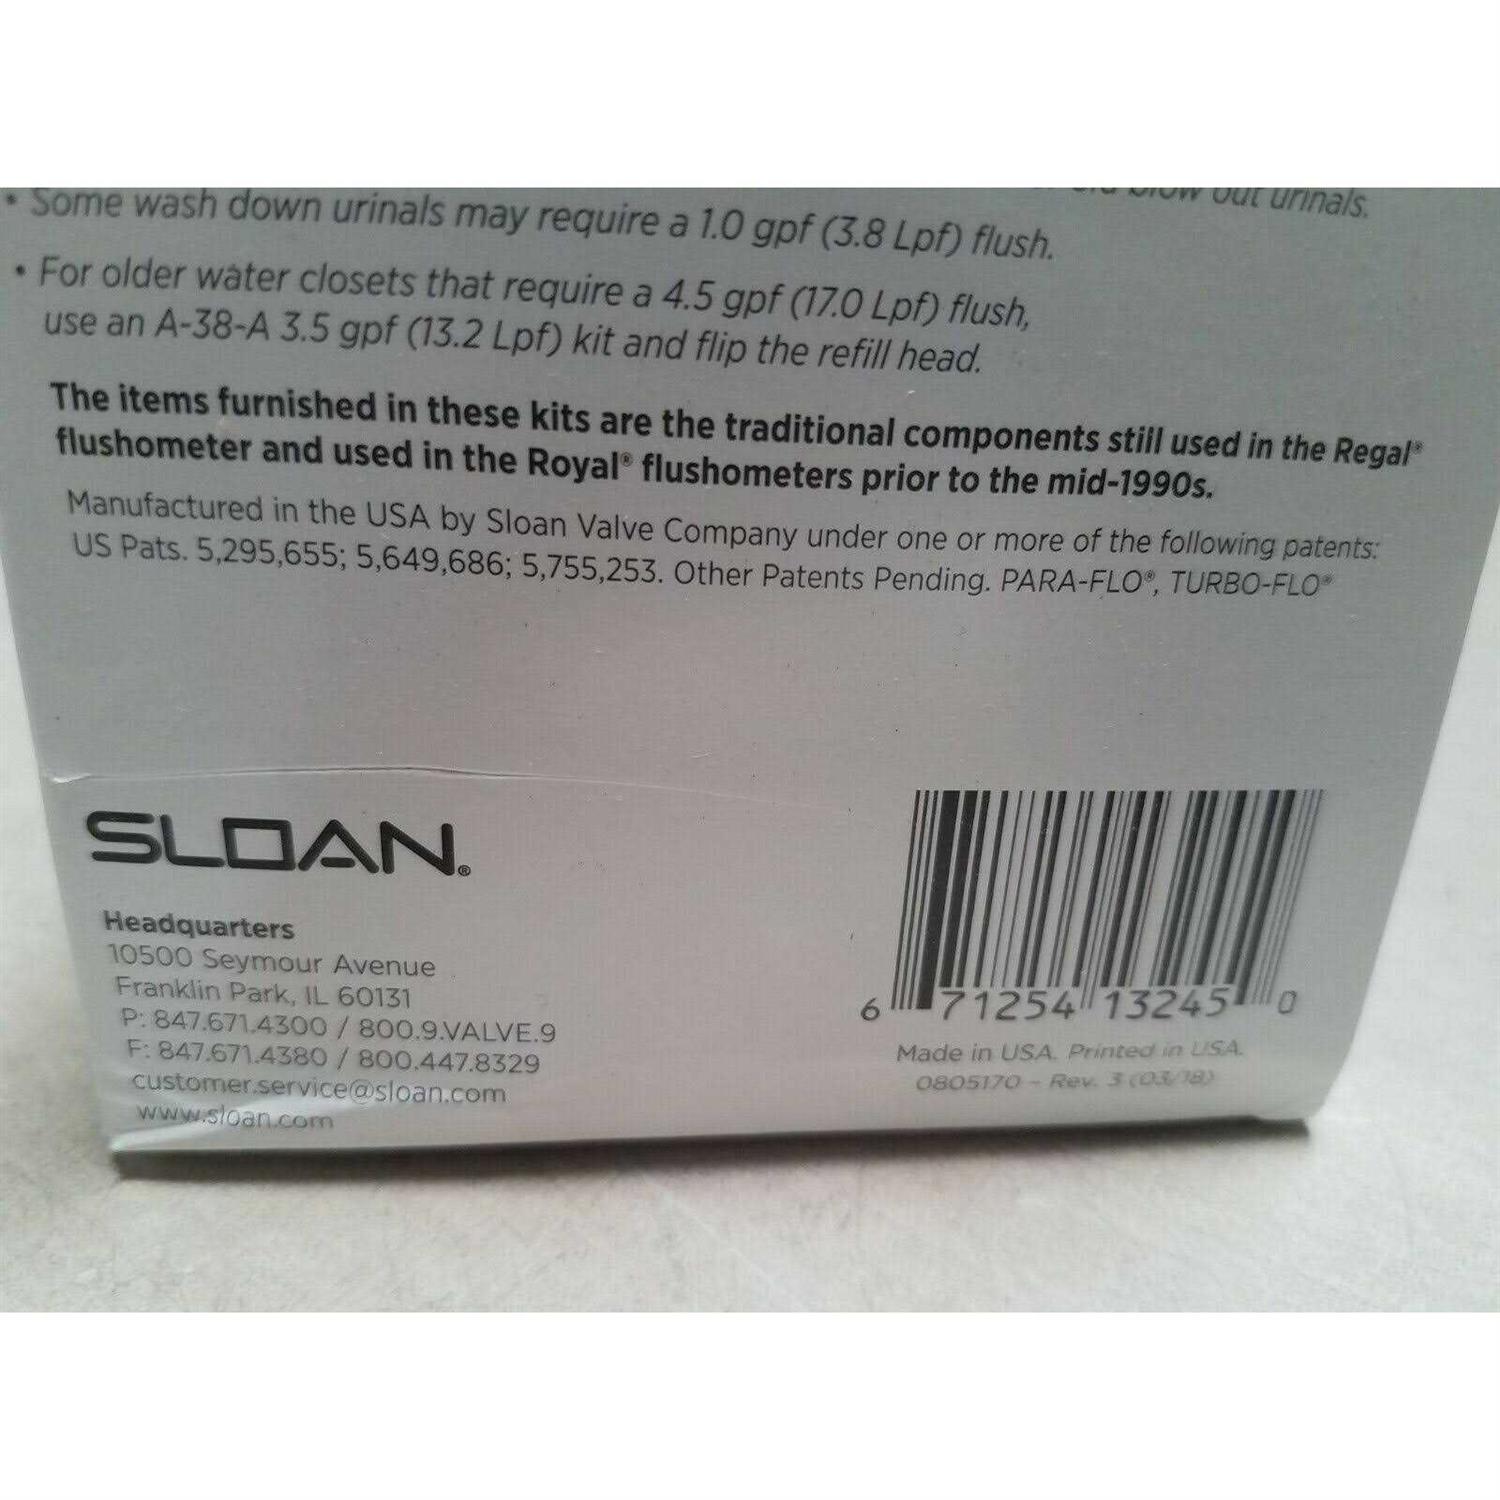 blow out urinals.
• Some wash down urinals may require a 1.0 gpf (3.8 Lpf) flush.
• For older water closets that require a 4.5 gpf (17.0 Lpf) flush,
use an A-38-A 3.5 gpf (13.2 Lpf) kit and flip the refill head.
The items furnished in these kits are the traditional components still used in the Regal®
flushometer and used in the Royal® flushometers prior to the mid-1990s.
Manufactured in the USA by Sloan Valve Company under one or more of the following patents:
US Pats. 5,295,655; 5,649,686; 5,755,253. Other Patents Pending. PARA-FLO®, TURBO-FLO®
SLOAN®
Headquarters
10500 Seymour Avenue
Franklin Park, IL 60131
P: 847.671.4300 / 800.9.VALVE.9
F: 847.671.4380 / 800.447.8329
customer.service@sloan.com
www.sloan.com
6 71254 13245 0
Made in USA. Printed in USA.
0805170 – Rev. 3 (03/18)